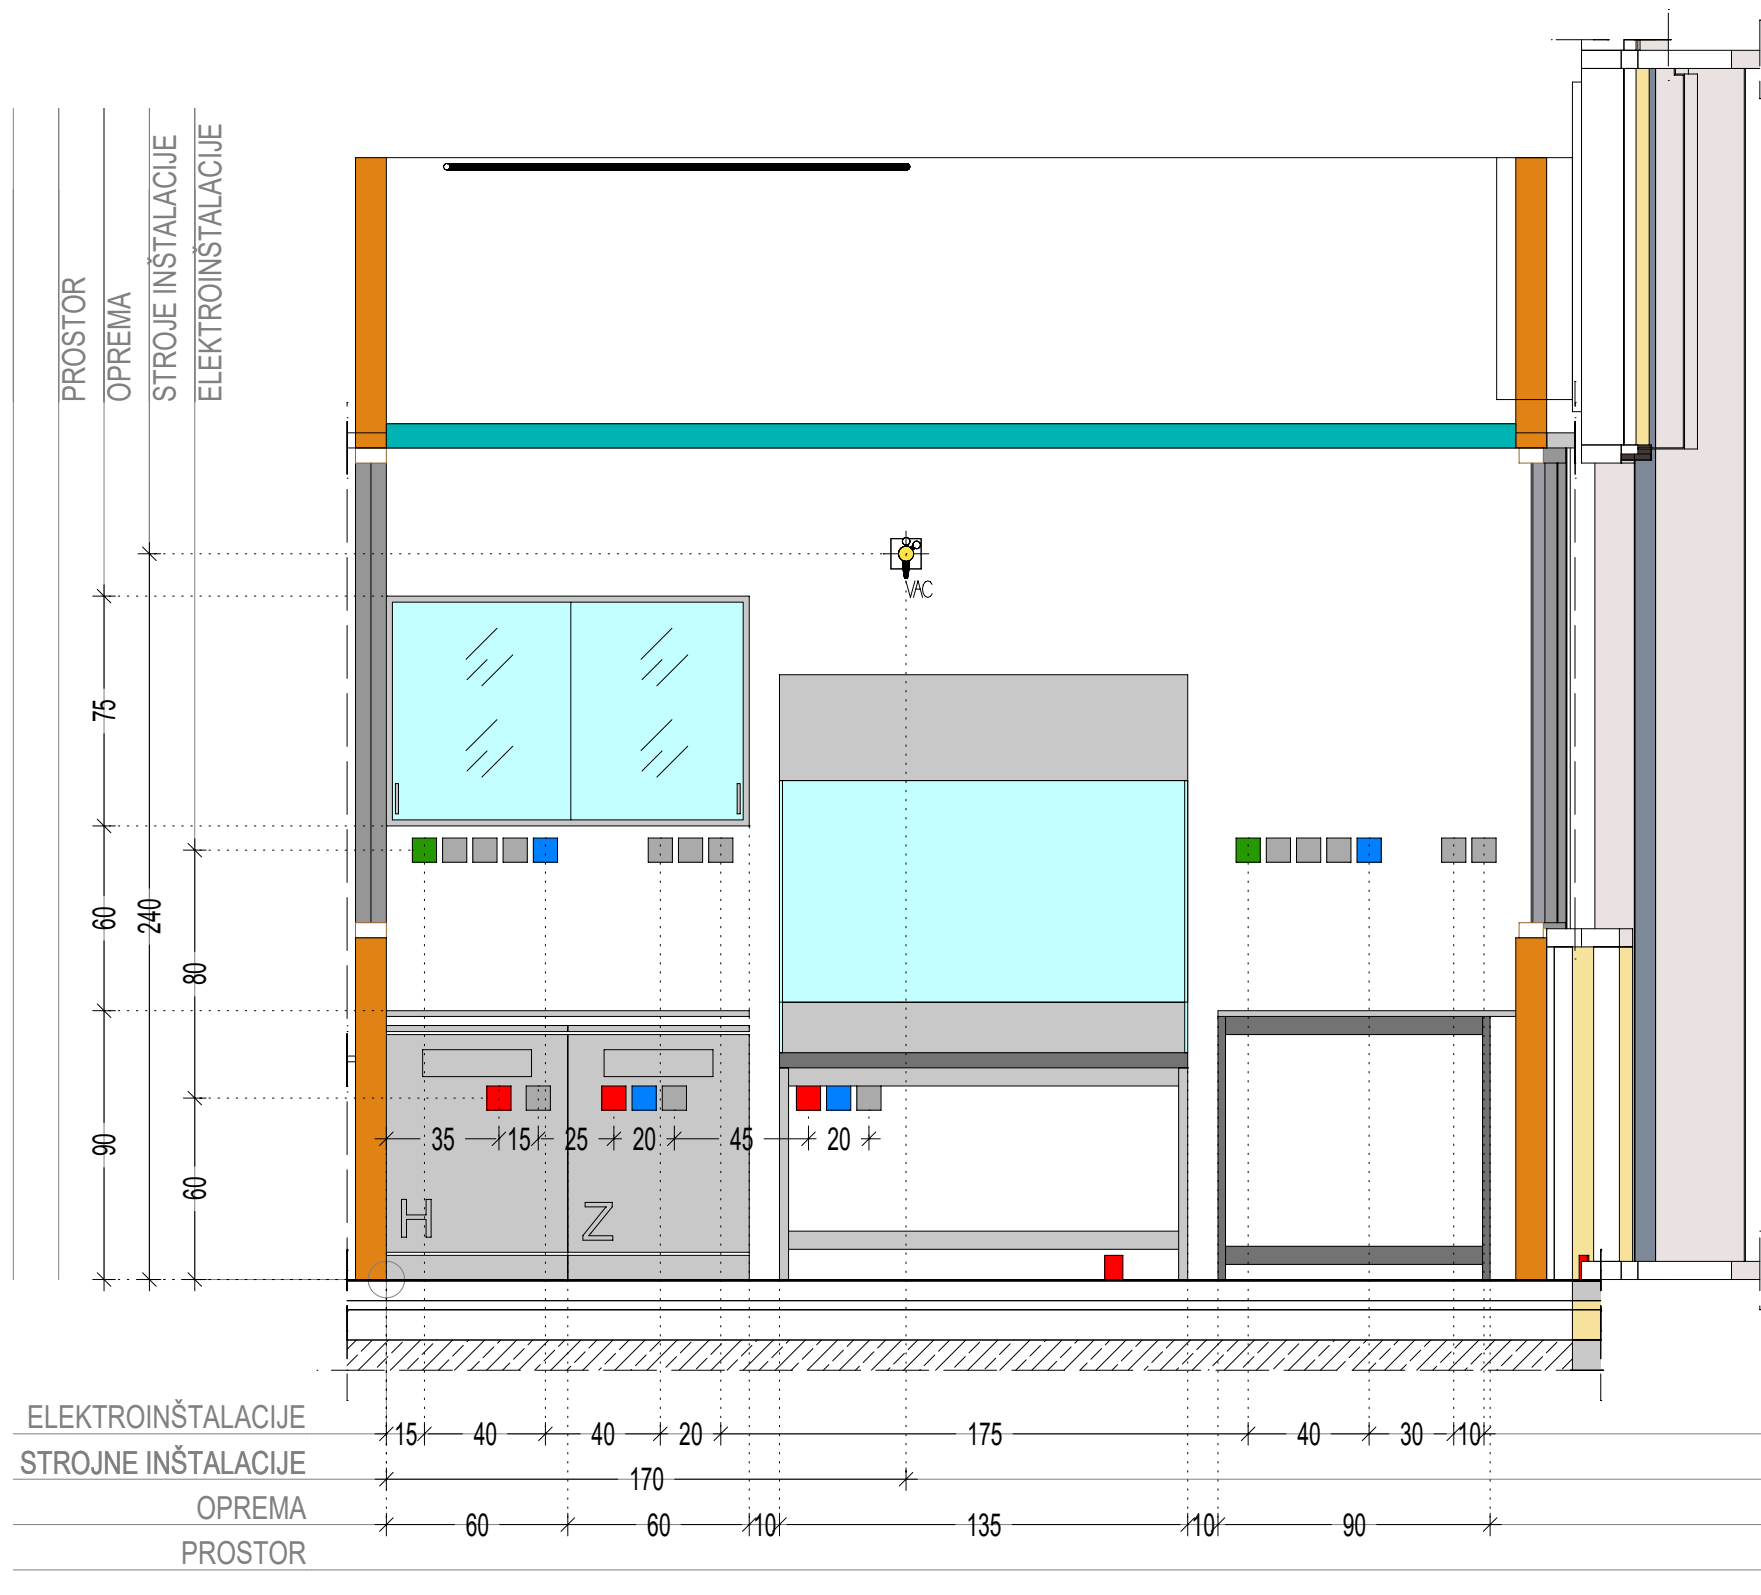 PROSTOR
OPREMA
STROJE INŠTALACIJE
ELEKTROINŠTALACIJE
VAC
75
60
240
80
90
60
35 15 25 20 45 20
H Z
ELEKTROINŠTALACIJE 15 40 40 20 175 40 30 10
STROJNE INŠTALACIJE 170
OPREMA 60 60 10 135 10 90
PROSTOR